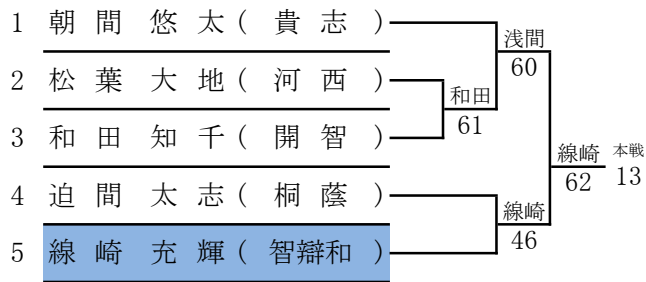 1 朝間 悠太(貴志)
2 松葉大地(河西)
3 和田 知千(開智)
4 迫間 太志(桐蔭)
5 線崎 充輝(智辯和)
浅間
60
和田
61
線崎
46
線崎
62
本戦
13